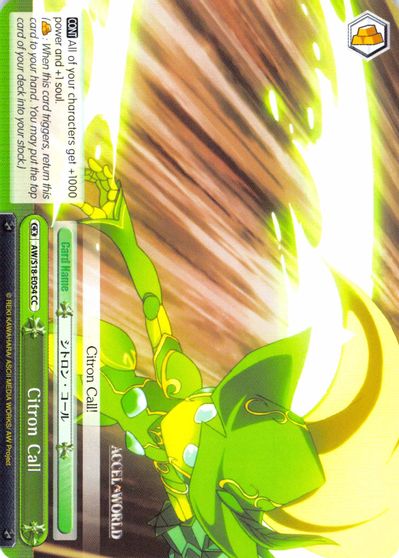 CONT All of your characters get +1000
power and +1 soul.
( : When this card triggers, return this
card to your hand. You may put the top
card of your deck into your stock.)
Citron Call!
ACCEL WORLD
Card Name
シトロン・コール
CX AW/S18-E054 CC
Citron Call
© REKI KAWAHARA/ ASCII MEDIA WORKS/ AW Project